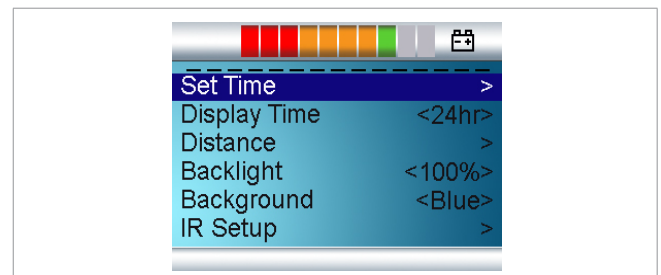 Set Time >
Display Time <24hr>
Distance >
Backlight <100%>
Background <Blue>
IR Setup >